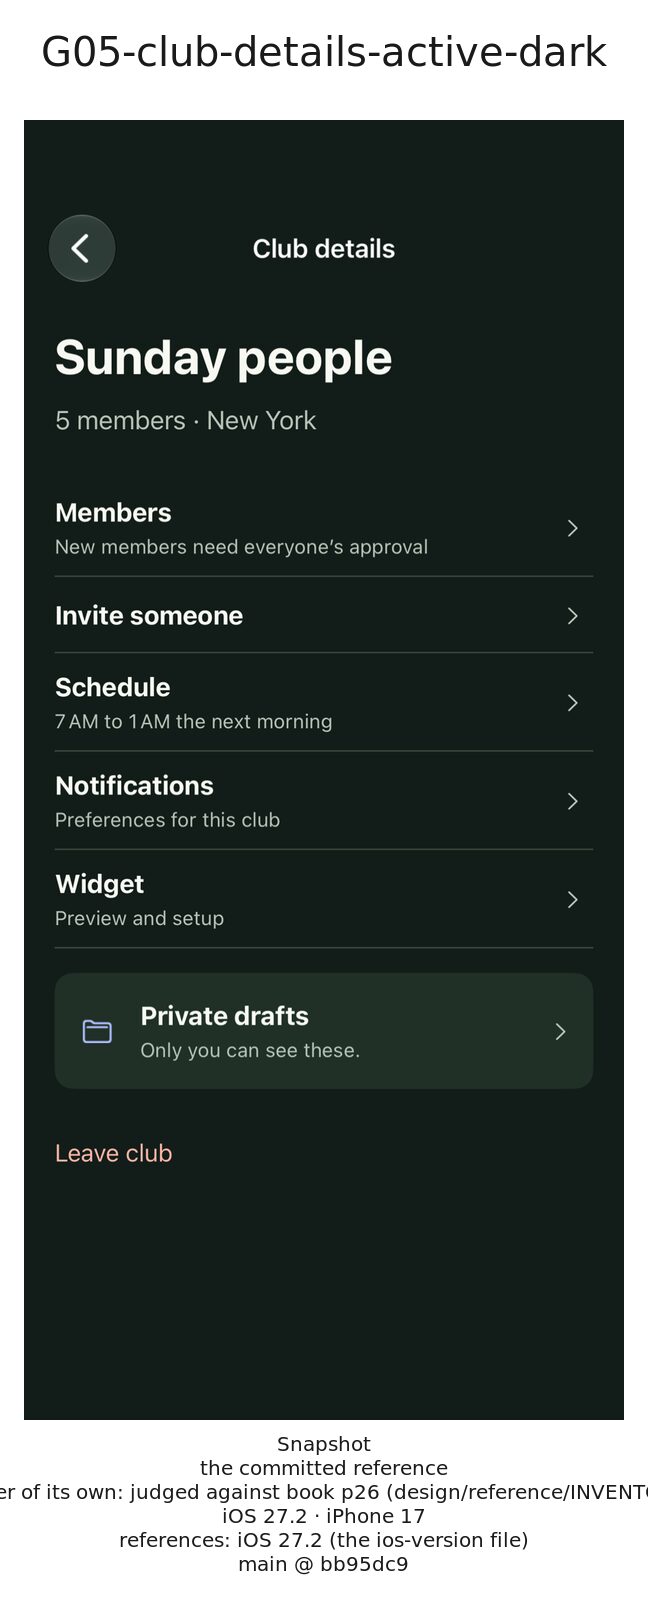 G05-club-details-active-dark
Club details
Sunday people
5 members · New York
Members
New members need everyone’s approval
Invite someone
Schedule
7 AM to 1 AM the next morning
Notifications
Preferences for this club
Widget
Preview and setup
Private drafts
Only you can see these.
Leave club
Snapshot
the committed reference
of its own: judged against book p26
iOS 27.2 · iPhone 17
references: iOS 27.2 (the ios-version file)
main @ bb95dc9